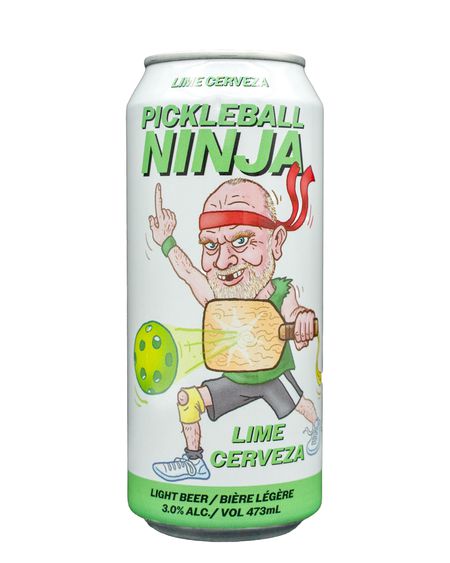 LIME CERVEZA
PICKLEBALL
NINJA
LIME
CERVEZA
LIGHT BEER / BIÈRE LÉGÈRE
3.0% ALC./ VOL 473mL